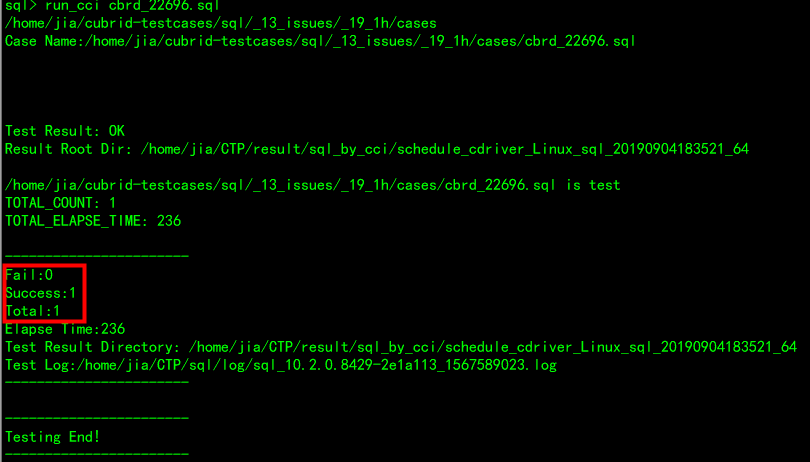 sql> run_cci cbrd_22696.sql
/home/jia/cubrid-testcases/sql/_13_issues/_19_1h/cases
Case Name:/home/jia/cubrid-testcases/sql/_13_issues/_19_1h/cases/cbrd_22696.sql
Test Result: OK
Result Root Dir: /home/jia/CTP/result/sql_by_cci/schedule_cdriver_Linux_sql_20190904183521_64
/home/jia/cubrid-testcases/sql/_13_issues/_19_1h/cases/cbrd_22696.sql is test
TOTAL_COUNT: 1
TOTAL_ELAPSE_TIME: 236
-----------------------
Fail:0
Success:1
Total:1
Elapse Time:236
Test Result Directory: /home/jia/CTP/result/sql_by_cci/schedule_cdriver_Linux_sql_20190904183521_64
Test Log:/home/jia/CTP/sql/log/sql_10.2.0.8429-2e1a113_1567589023.log
-----------------------
-----------------------
Testing End!
-----------------------